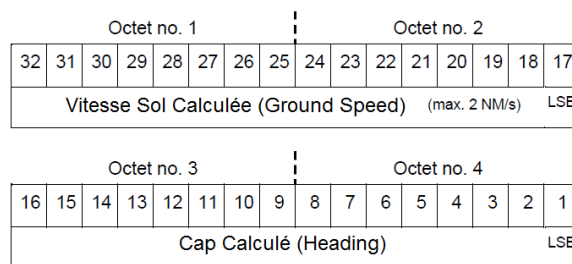 Octet no. 1 Octet no. 2
32 31 30 29 28 27 26 25 24 23 22 21 20 19 18 17
Vitesse Sol Calculée (Ground Speed) (max. 2 NM/s) LSB
Octet no. 3 Octet no. 4
16 15 14 13 12 11 10 9 8 7 6 5 4 3 2 1
Cap Calculé (Heading) LSB